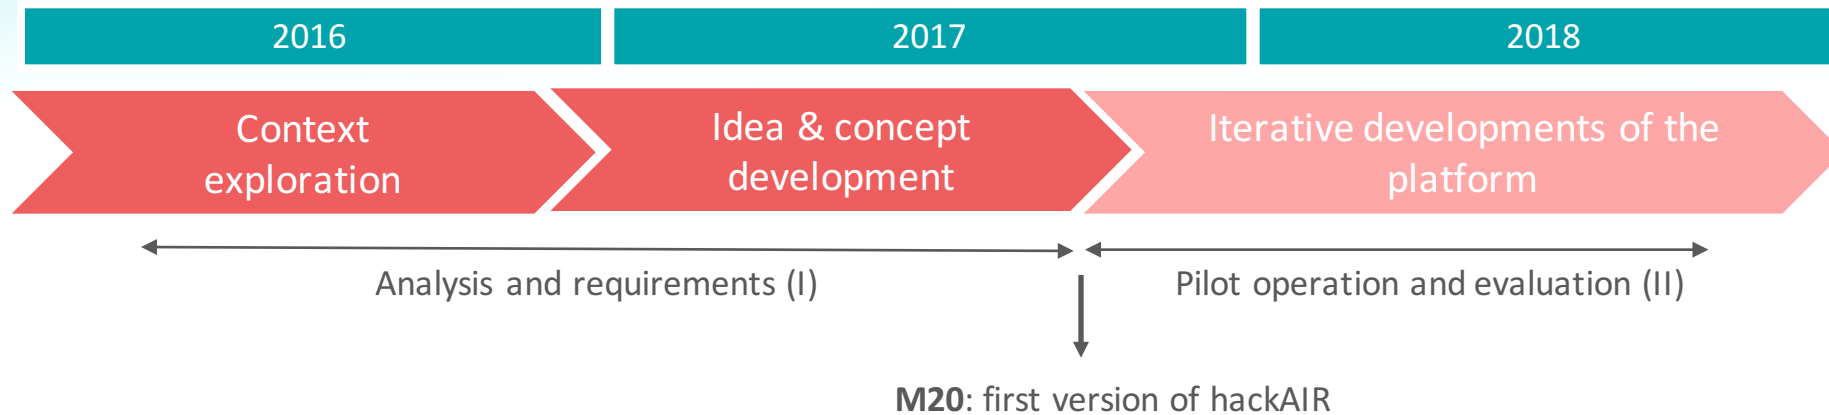 2016
2017
2018
Context
exploration
Idea & concept
development
Iterative developments of the
platform
Analysis and requirements (I)
Pilot operation and evaluation (II)
M20: first version of hackAIR